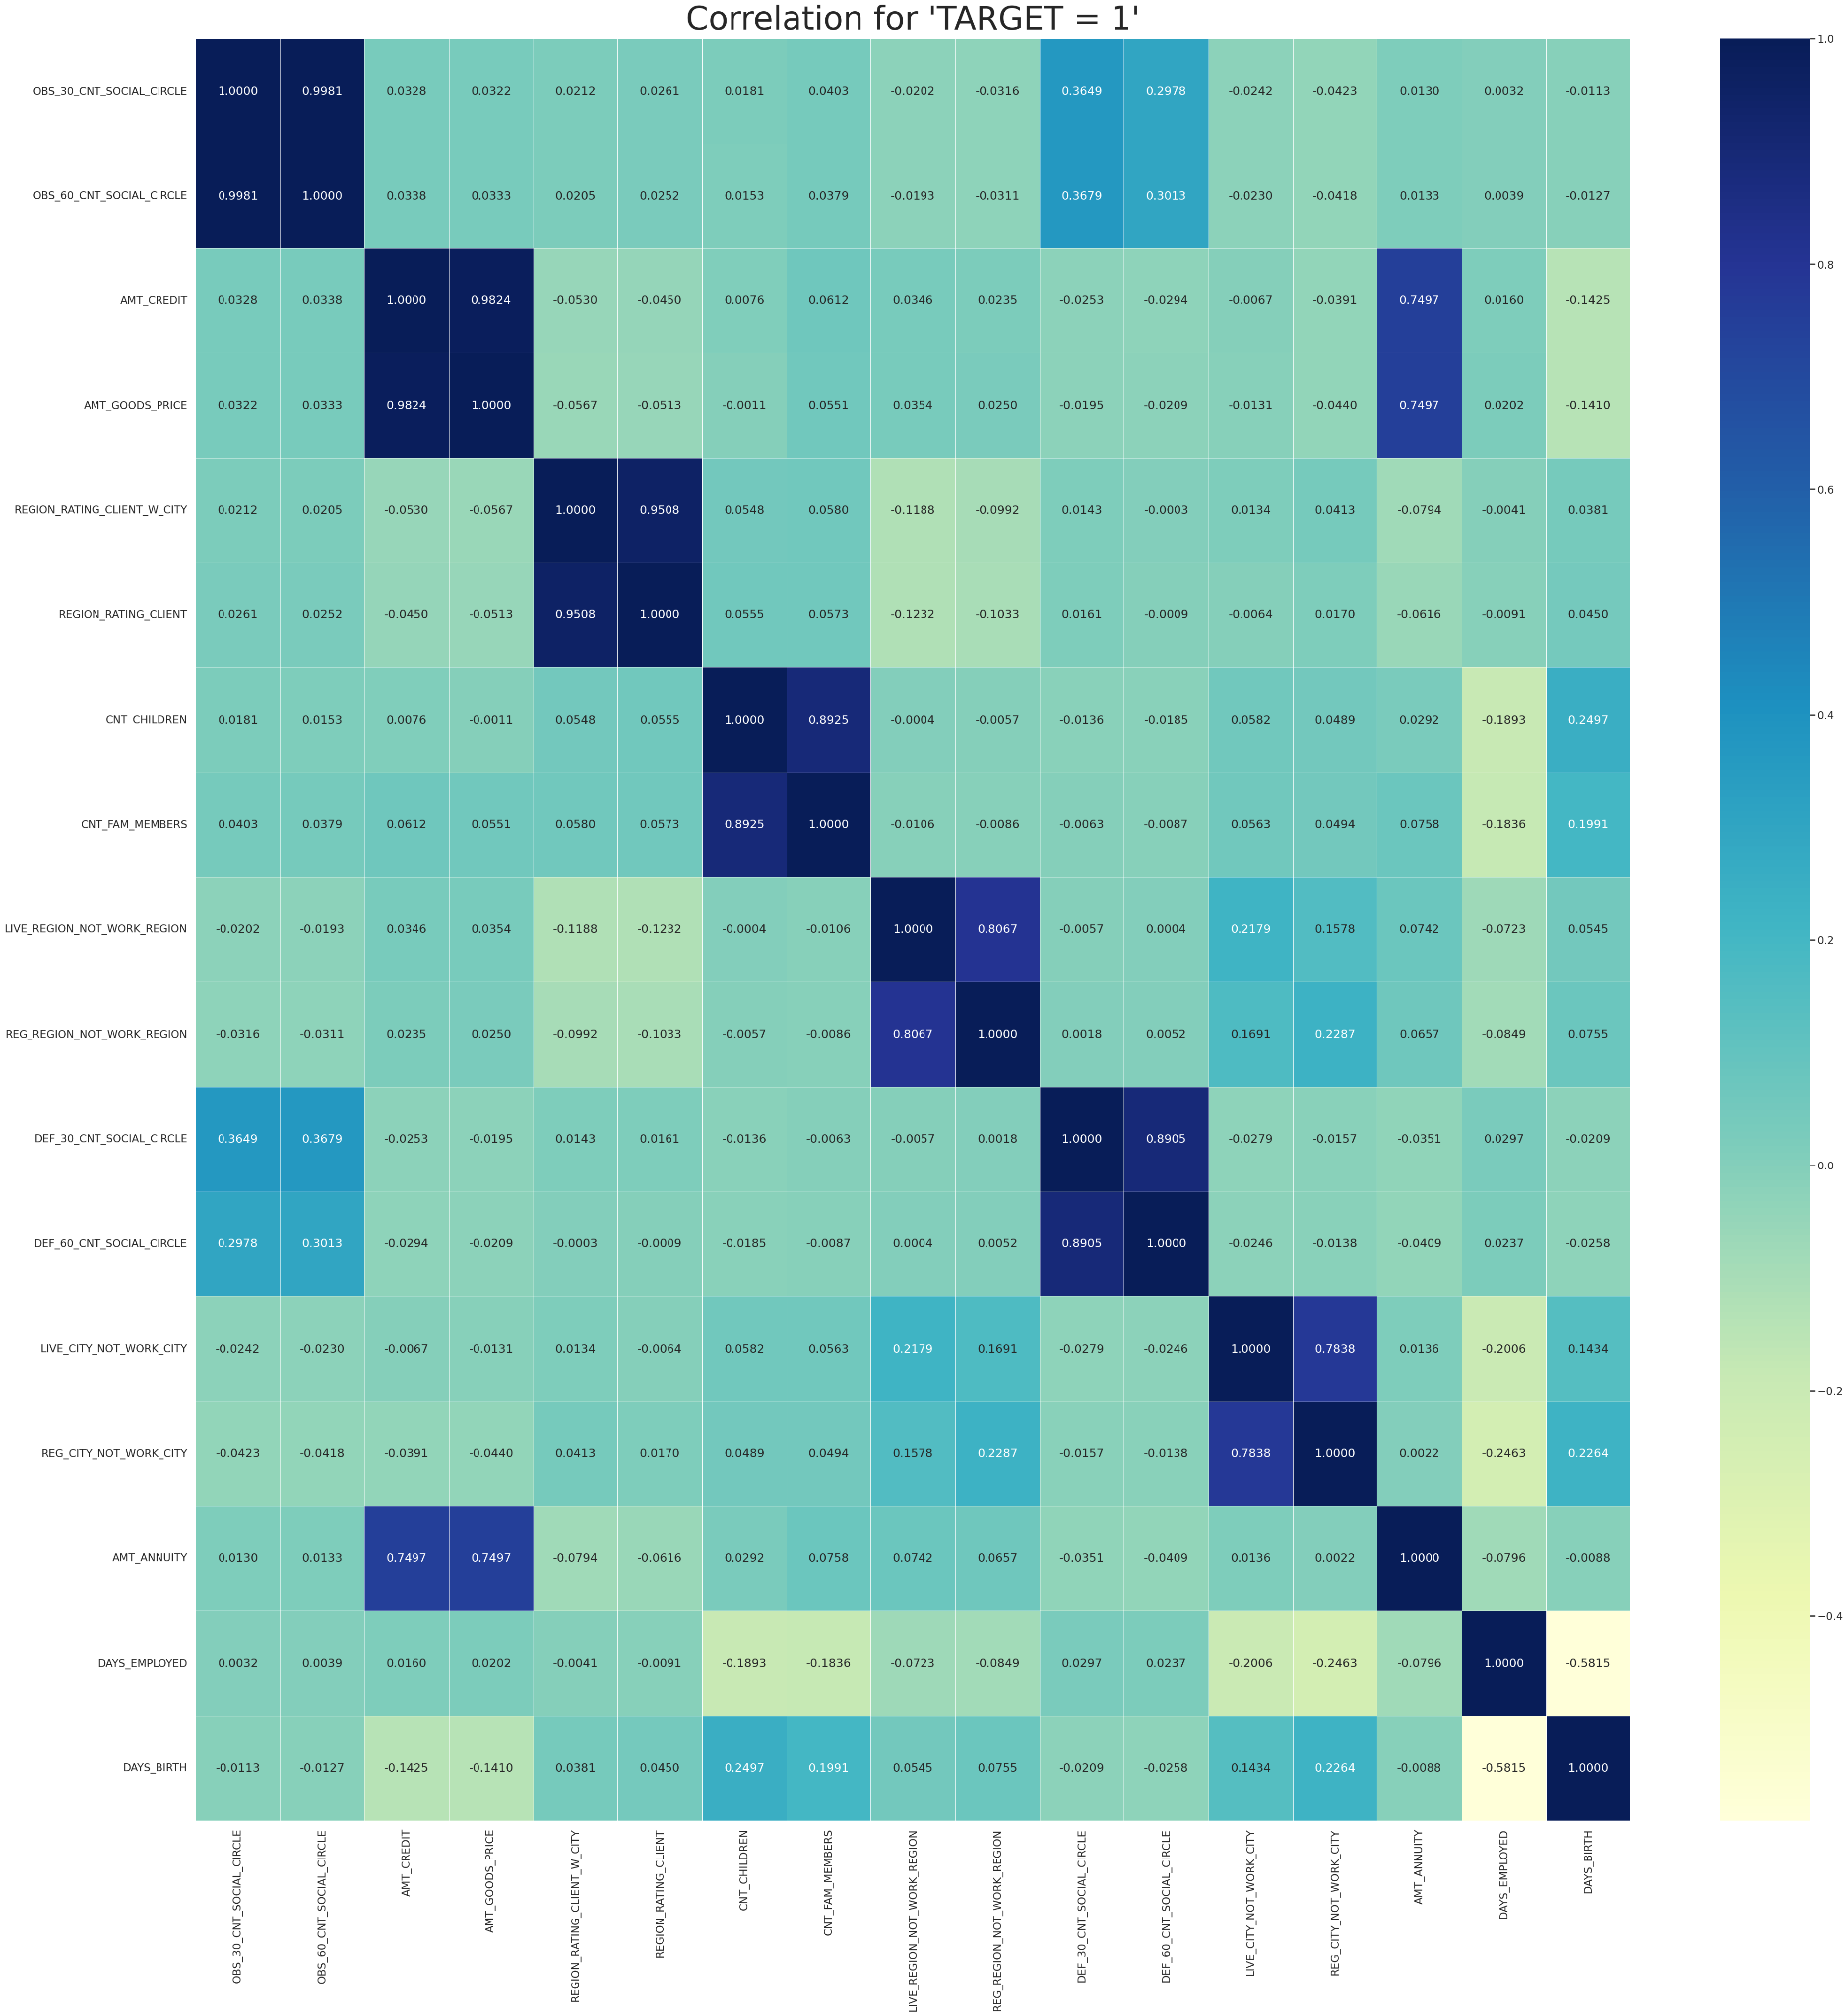 Correlation for 'TARGET = 1'
OBS_30_CNT_SOCIAL_CIRCLE 1.0000 0.9981 0.0328 0.0322 0.0212 0.0261 0.0181 0.0403 -0.0202 -0.0316 0.3649 0.2978 -0.0242 -0.0423 0.0130 0.0032 -0.0113
OBS_60_CNT_SOCIAL_CIRCLE 0.9981 1.0000 0.0338 0.0333 0.0205 0.0252 0.0153 0.0379 -0.0193 -0.0311 0.3679 0.3013 -0.0230 -0.0418 0.0133 0.0039 -0.0127
AMT_CREDIT 0.0328 0.0338 1.0000 0.9824 -0.0530 -0.0450 0.0076 0.0612 0.0346 0.0235 -0.0253 -0.0294 -0.0067 -0.0391 0.7497 0.0160 -0.1425
AMT_GOODS_PRICE 0.0322 0.0333 0.9824 1.0000 -0.0567 -0.0513 -0.0011 0.0551 0.0354 0.0250 -0.0195 -0.0209 -0.0131 -0.0440 0.7497 0.0202 -0.1410
REGION_RATING_CLIENT_W_CITY 0.0212 0.0205 -0.0530 -0.0567 1.0000 0.9508 0.0548 0.0580 -0.1188 -0.0992 0.0143 -0.0003 0.0134 0.0413 -0.0794 -0.0041 0.0381
REGION_RATING_CLIENT 0.0261 0.0252 -0.0450 -0.0513 0.9508 1.0000 0.0555 0.0573 -0.1232 -0.1033 0.0161 -0.0009 -0.0064 0.0170 -0.0616 -0.0091 0.0450
CNT_CHILDREN 0.0181 0.0153 0.0076 -0.0011 0.0548 0.0555 1.0000 0.8925 -0.0004 -0.0057 -0.0136 -0.0185 0.0582 0.0489 0.0292 -0.1893 0.2497
CNT_FAM_MEMBERS 0.0403 0.0379 0.0612 0.0551 0.0580 0.0573 0.8925 1.0000 -0.0106 -0.0086 -0.0063 -0.0087 0.0563 0.0494 0.0758 -0.1836 0.1991
LIVE_REGION_NOT_WORK_REGION -0.0202 -0.0193 0.0346 0.0354 -0.1188 -0.1232 -0.0004 -0.0106 1.0000 0.8067 -0.0057 0.0004 0.2179 0.1578 0.0742 -0.0723 0.0545
REG_REGION_NOT_WORK_REGION -0.0316 -0.0311 0.0235 0.0250 -0.0992 -0.1033 -0.0057 -0.0086 0.8067 1.0000 0.0018 0.0052 0.1691 0.2287 0.0657 -0.0849 0.0755
DEF_30_CNT_SOCIAL_CIRCLE 0.3649 0.3679 -0.0253 -0.0195 0.0143 0.0161 -0.0136 -0.0063 -0.0057 0.0018 1.0000 0.8905 -0.0279 -0.0157 -0.0351 0.0297 -0.0209
DEF_60_CNT_SOCIAL_CIRCLE 0.2978 0.3013 -0.0294 -0.0209 -0.0003 -0.0009 -0.0185 -0.0087 0.0004 0.0052 0.8905 1.0000 -0.0246 -0.0138 -0.0409 0.0237 -0.0258
LIVE_CITY_NOT_WORK_CITY -0.0242 -0.0230 -0.0067 -0.0131 0.0134 -0.0064 0.0582 0.0563 0.2179 0.1691 -0.0279 -0.0246 1.0000 0.7838 0.0136 -0.2006 0.1434
REG_CITY_NOT_WORK_CITY -0.0423 -0.0418 -0.0391 -0.0440 0.0413 0.0170 0.0489 0.0494 0.1578 0.2287 -0.0157 -0.0138 0.7838 1.0000 0.0022 -0.2463 0.2264
AMT_ANNUITY 0.0130 0.0133 0.7497 0.7497 -0.0794 -0.0616 0.0292 0.0758 0.0742 0.0657 -0.0351 -0.0409 0.0136 0.0022 1.0000 -0.0796 -0.0088
DAYS_EMPLOYED 0.0032 0.0039 0.0160 0.0202 -0.0041 -0.0091 -0.1893 -0.1836 -0.0723 -0.0849 0.0297 0.0237 -0.2006 -0.2463 -0.0796 1.0000 -0.5815
DAYS_BIRTH -0.0113 -0.0127 -0.1425 -0.1410 0.0381 0.0450 0.2497 0.1991 0.0545 0.0755 -0.0209 -0.0258 0.1434 0.2264 -0.0088 -0.5815 1.0000
OBS_30_CNT_SOCIAL_CIRCLE
OBS_60_CNT_SOCIAL_CIRCLE
AMT_CREDIT
AMT_GOODS_PRICE
REGION_RATING_CLIENT_W_CITY
REGION_RATING_CLIENT
CNT_CHILDREN
CNT_FAM_MEMBERS
LIVE_REGION_NOT_WORK_REGION
REG_REGION_NOT_WORK_REGION
DEF_30_CNT_SOCIAL_CIRCLE
DEF_60_CNT_SOCIAL_CIRCLE
LIVE_CITY_NOT_WORK_CITY
REG_CITY_NOT_WORK_CITY
AMT_ANNUITY
DAYS_EMPLOYED
DAYS_BIRTH
1.0
0.8
0.6
0.4
0.2
0.0
−0.2
−0.4